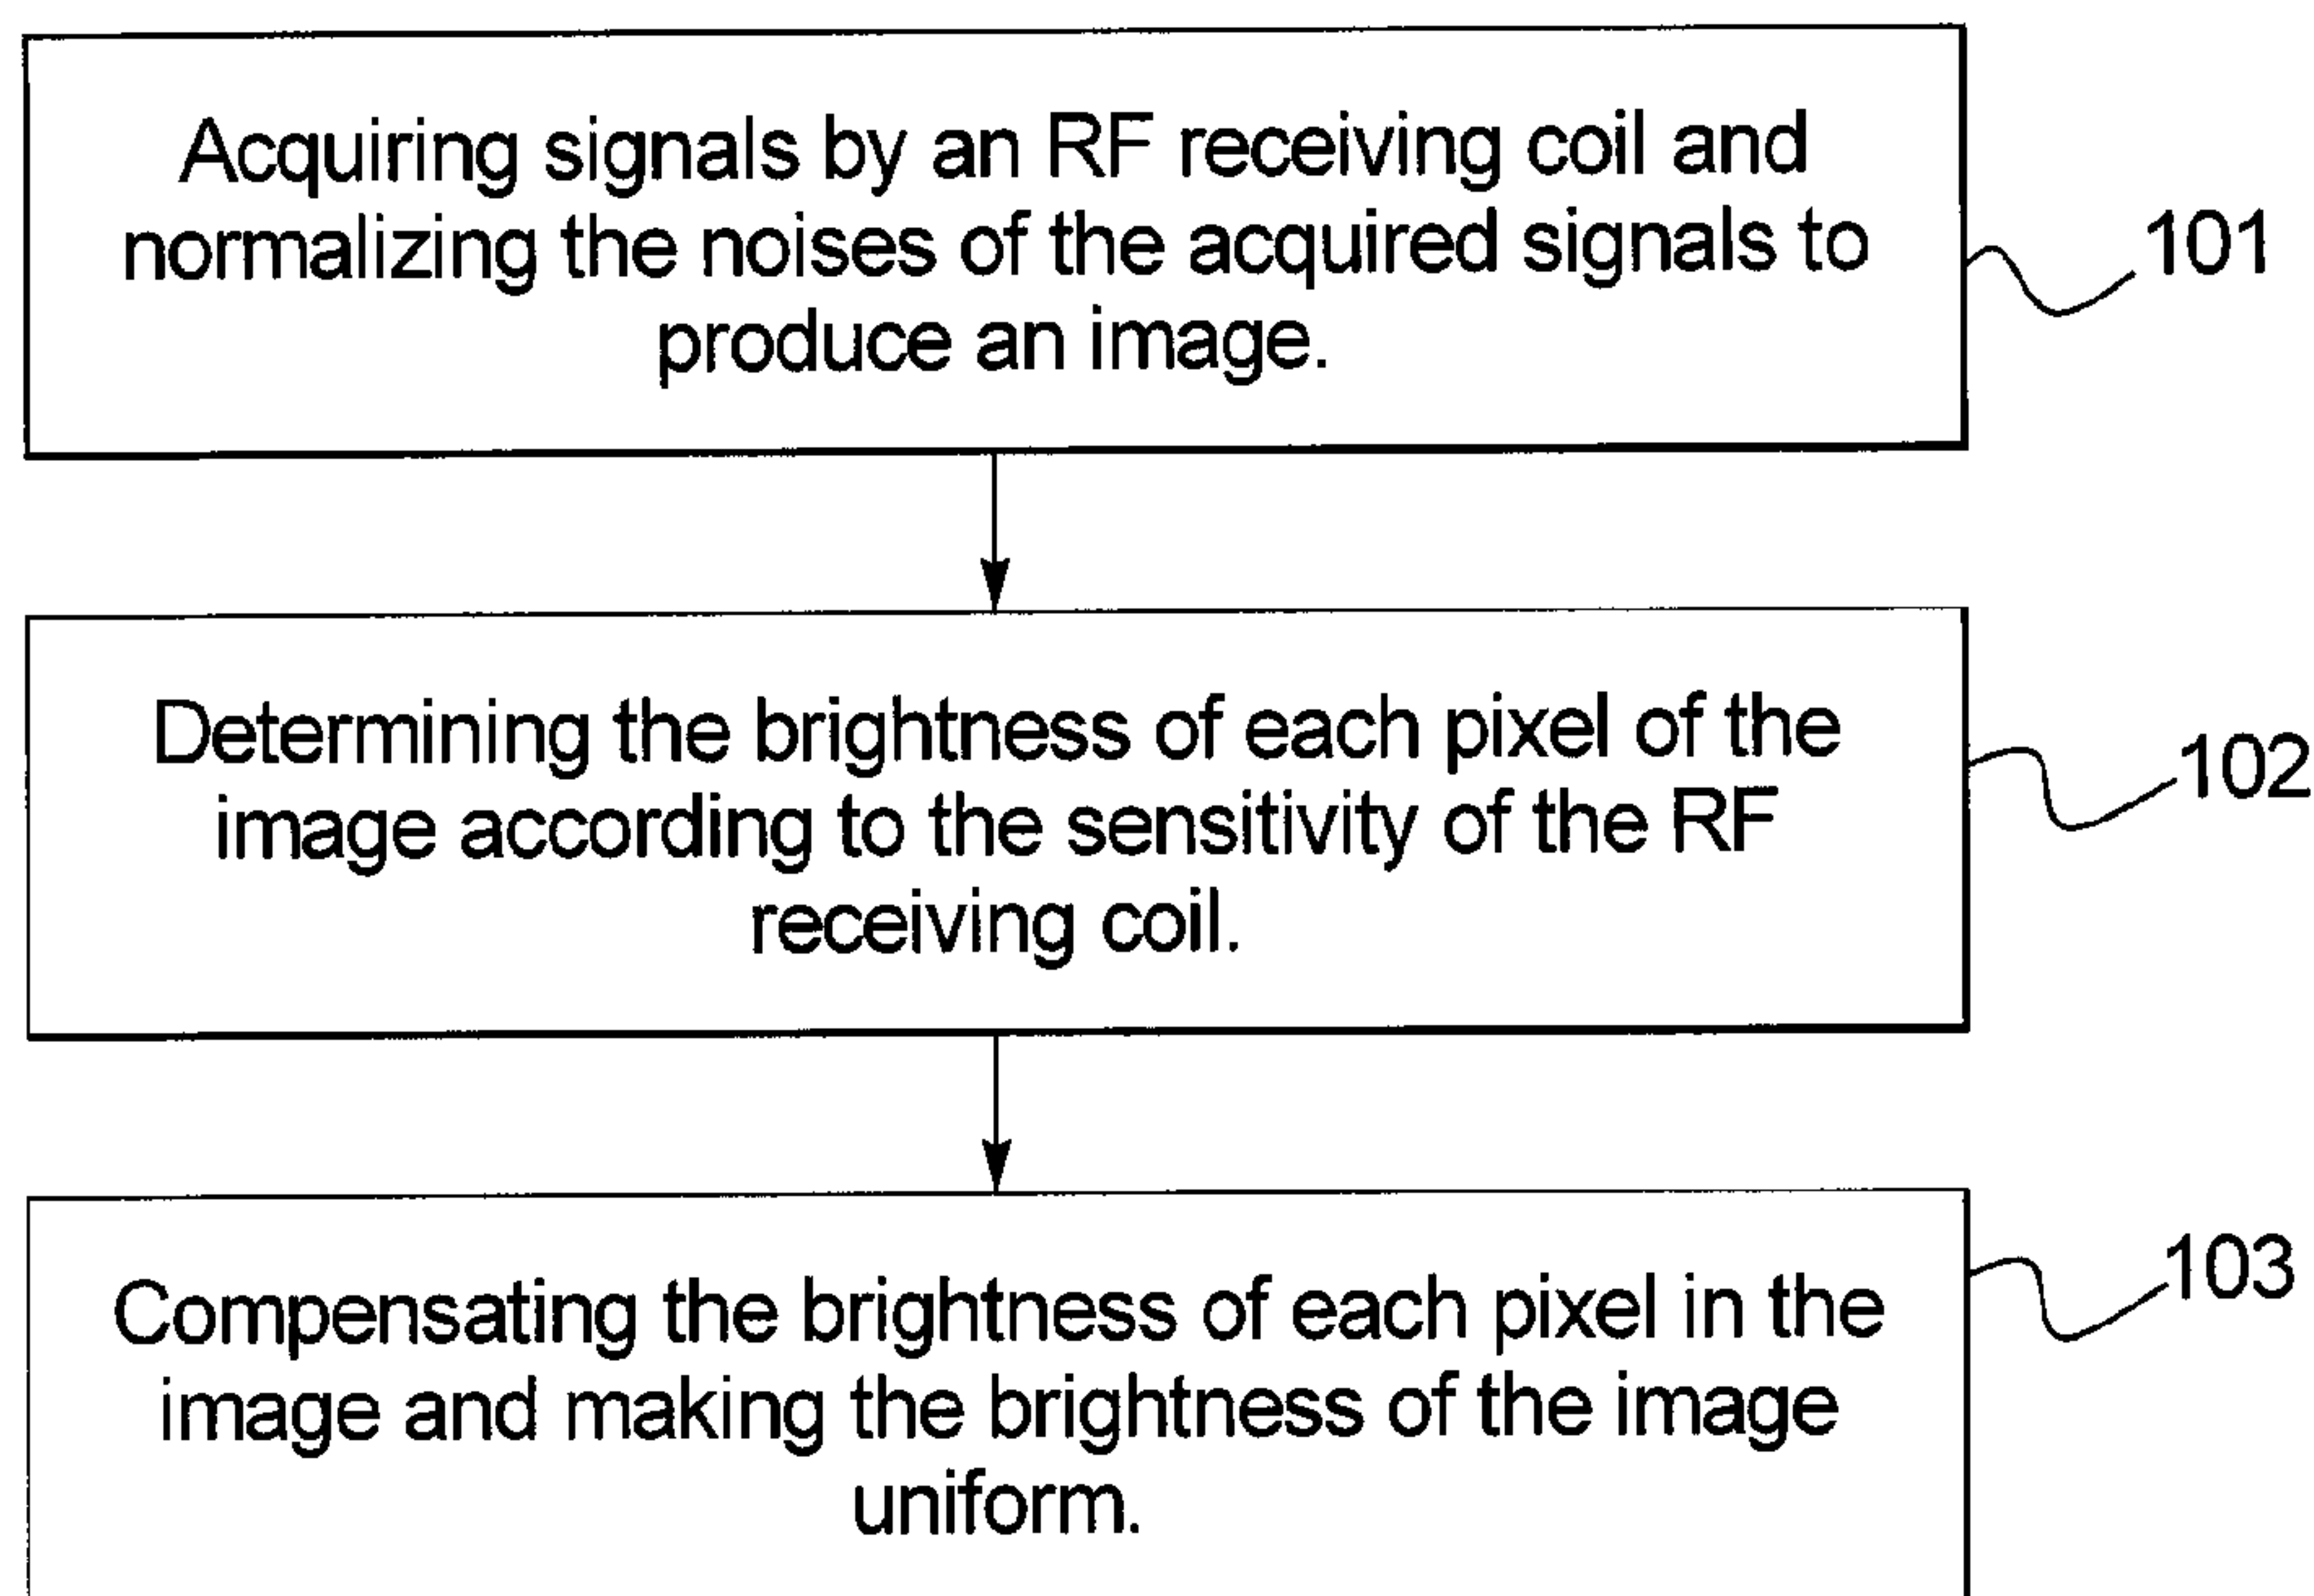 Acquiring signals by an RF receiving coil and
normalizing the noises of the acquired signals to
produce an image.
101
Determining the brightness of each pixel of the
image according to the sensitivity of the RF
receiving coil.
102
Compensating the brightness of each pixel in the
image and making the brightness of the image
uniform.
103